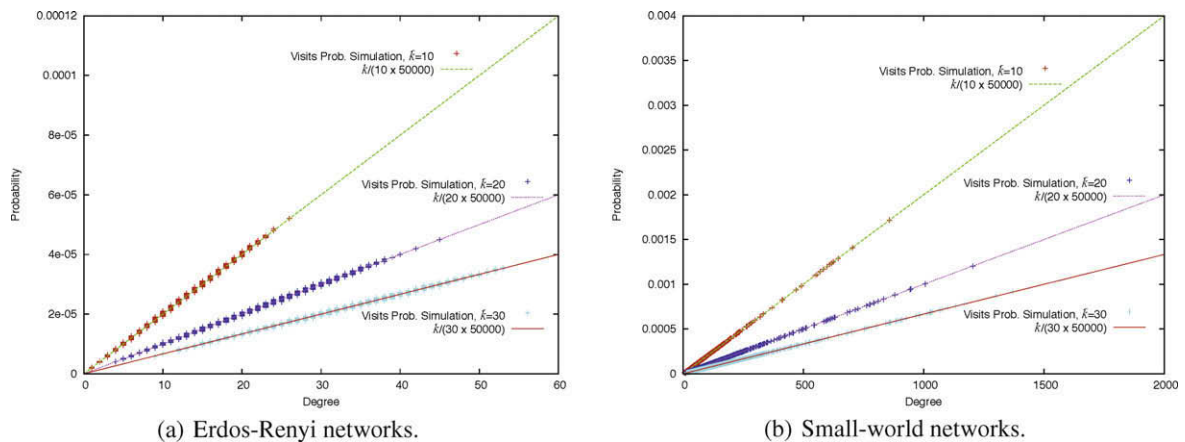 0.00012
0.0001
8e-05
6e-05
4e-05
2e-05
0
Probability
Visits Prob. Simulation, k̄=10
k/(10 x 50000)
Visits Prob. Simulation, k̄=20
k/(20 x 50000)
Visits Prob. Simulation, k̄=30
k/(30 x 50000)
0 10 20 30 40 50 60
Degree
(a) Erdos-Renyi networks.
0.004
0.0035
0.003
0.0025
0.002
0.0015
0.001
0.0005
0
Probability
Visits Prob. Simulation, k̄=10
k/(10 x 50000)
Visits Prob. Simulation, k̄=20
k/(20 x 50000)
Visits Prob. Simulation, k̄=30
k/(30 x 50000)
0 500 1000 1500 2000
Degree
(b) Small-world networks.